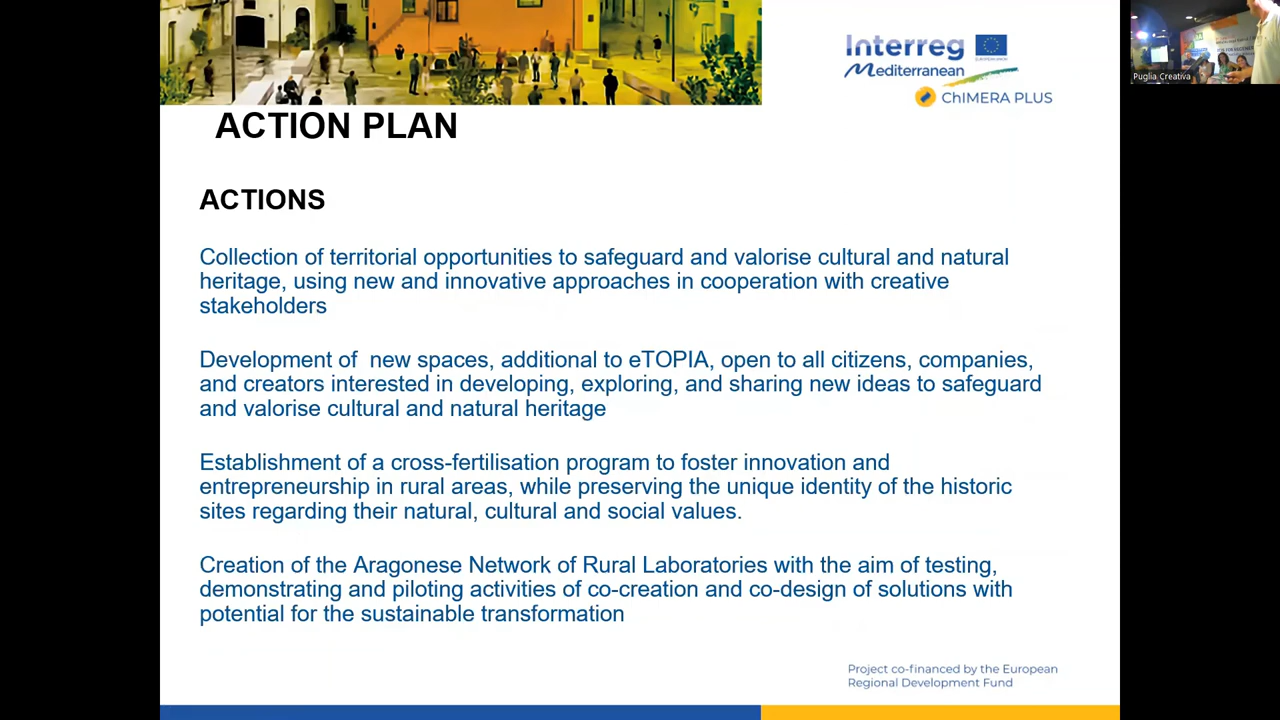 Interreg
EUROPEAN UNION
Mediterranean
ChIMERA PLUS
Puglia Creativa
ACTION PLAN
ACTIONS
Collection of territorial opportunities to safeguard and valorise cultural and natural
heritage, using new and innovative approaches in cooperation with creative
stakeholders
Development of  new spaces, additional to eTOPIA, open to all citizens, companies,
and creators interested in developing, exploring, and sharing new ideas to safeguard
and valorise cultural and natural heritage
Establishment of a cross-fertilisation program to foster innovation and
entrepreneurship in rural areas, while preserving the unique identity of the historic
sites regarding their natural, cultural and social values.
Creation of the Aragonese Network of Rural Laboratories with the aim of testing,
demonstrating and piloting activities of co-creation and co-design of solutions with
potential for the sustainable transformation
Project co-financed by the European
Regional Development Fund